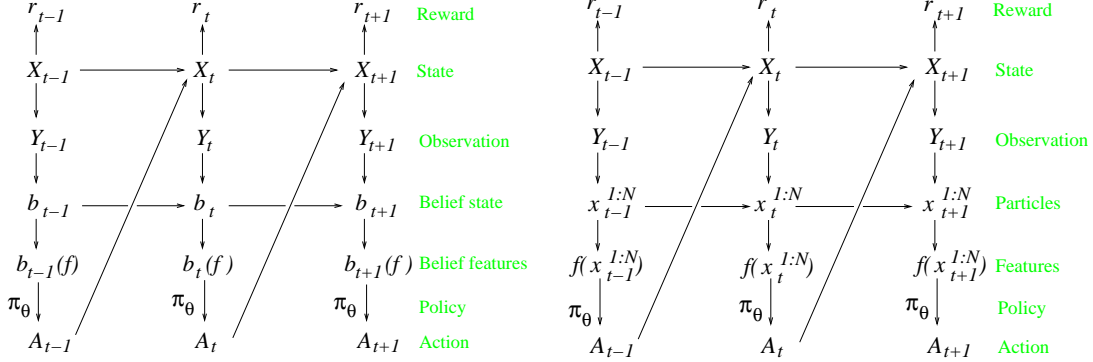 r_{t-1} r_t r_{t+1} Reward
X_{t-1} X_t X_{t+1} State
Y_{t-1} Y_t Y_{t+1} Observation
b_{t-1} b_t b_{t+1} Belief state
b_{t-1}(f) b_t(f) b_{t+1}(f) Belief features
π_θ π_θ π_θ Policy
A_{t-1} A_t A_{t+1} Action
r_{t-1} r_t r_{t+1} Reward
X_{t-1} X_t X_{t+1} State
Y_{t-1} Y_t Y_{t+1} Observation
x_{t-1}^{1:N} x_t^{1:N} x_{t+1}^{1:N} Particles
f(x_{t-1}^{1:N}) f(x_t^{1:N}) f(x_{t+1}^{1:N}) Features
π_θ π_θ π_θ Policy
A_{t-1} A_t A_{t+1} Action